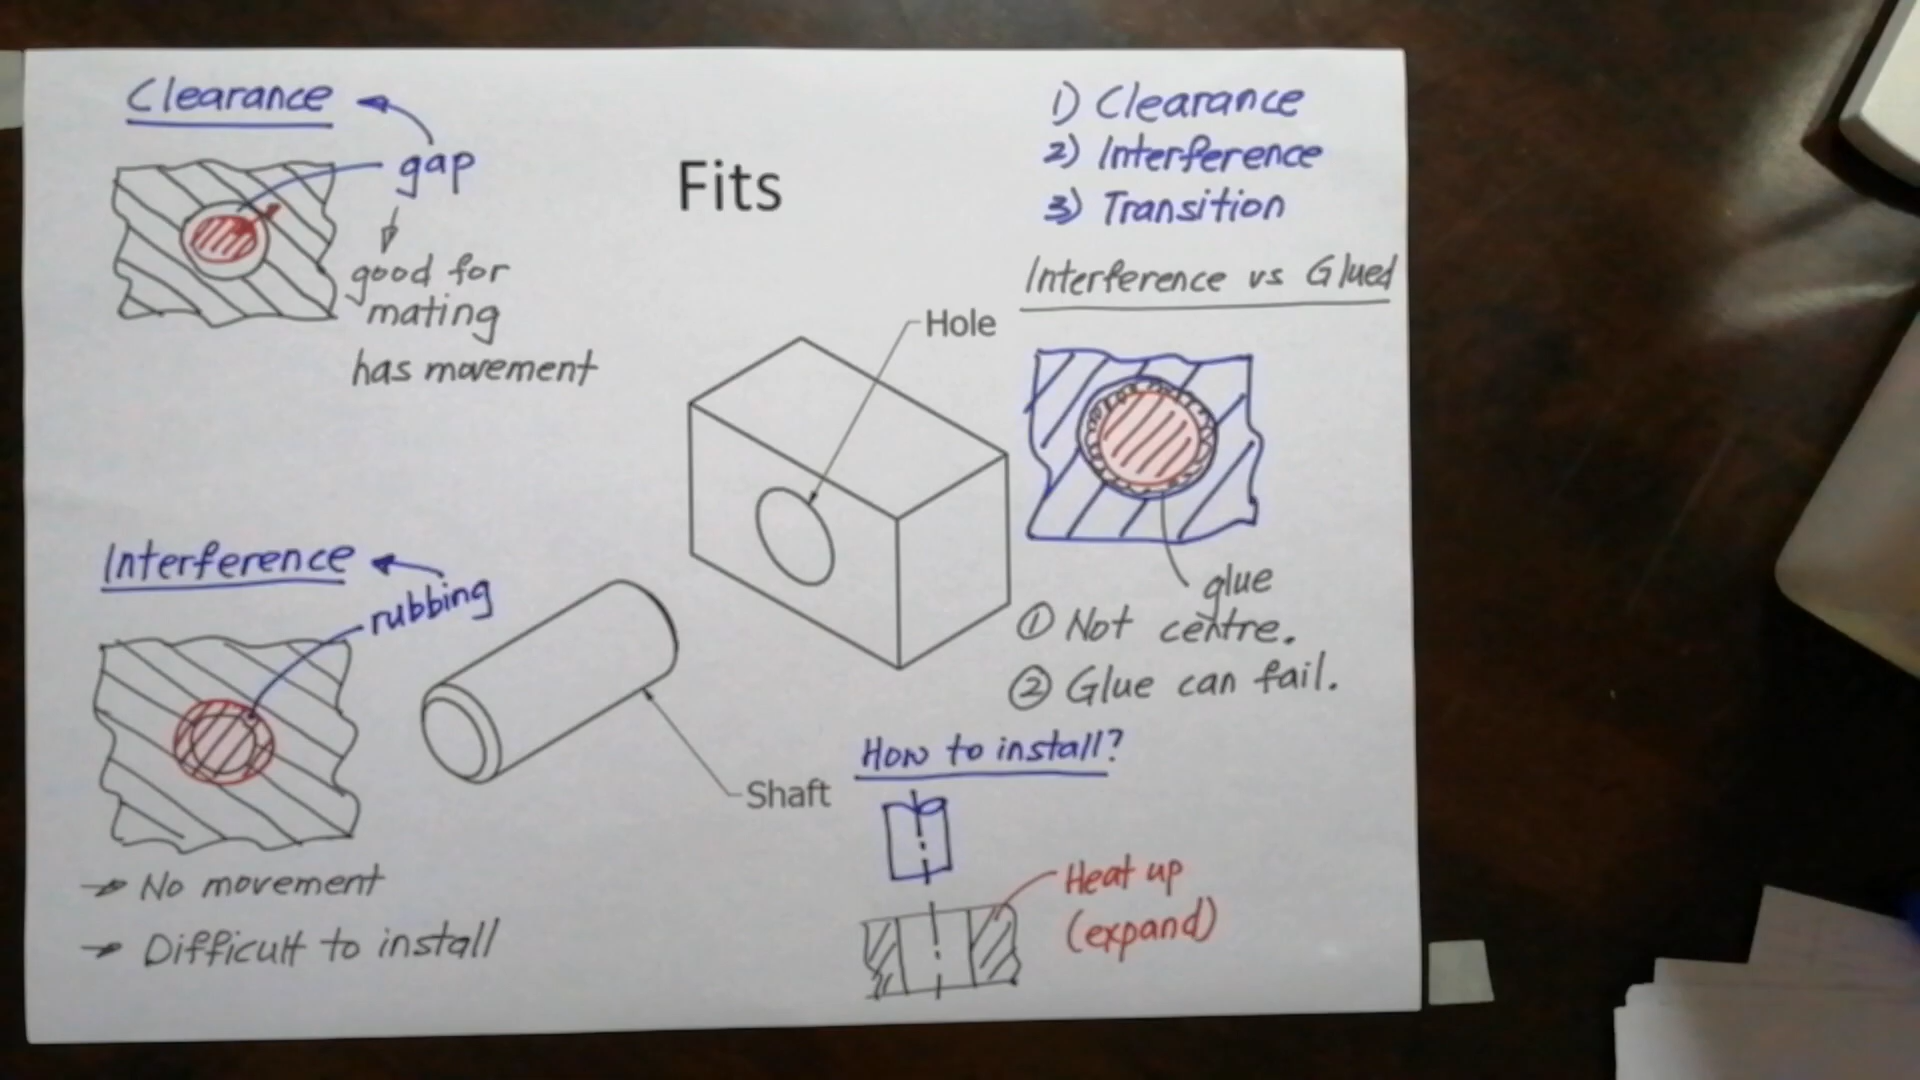 Clearance
gap
good for
mating
has movement
Fits
1) Clearance
2) Interference
3) Transition
Interference vs Glued
Hole
glue
① Not centre.
② Glue can fail.
Interference
rubbing
Shaft
→ No movement
→ Difficult to install
How to install?
Heat up
(expand)